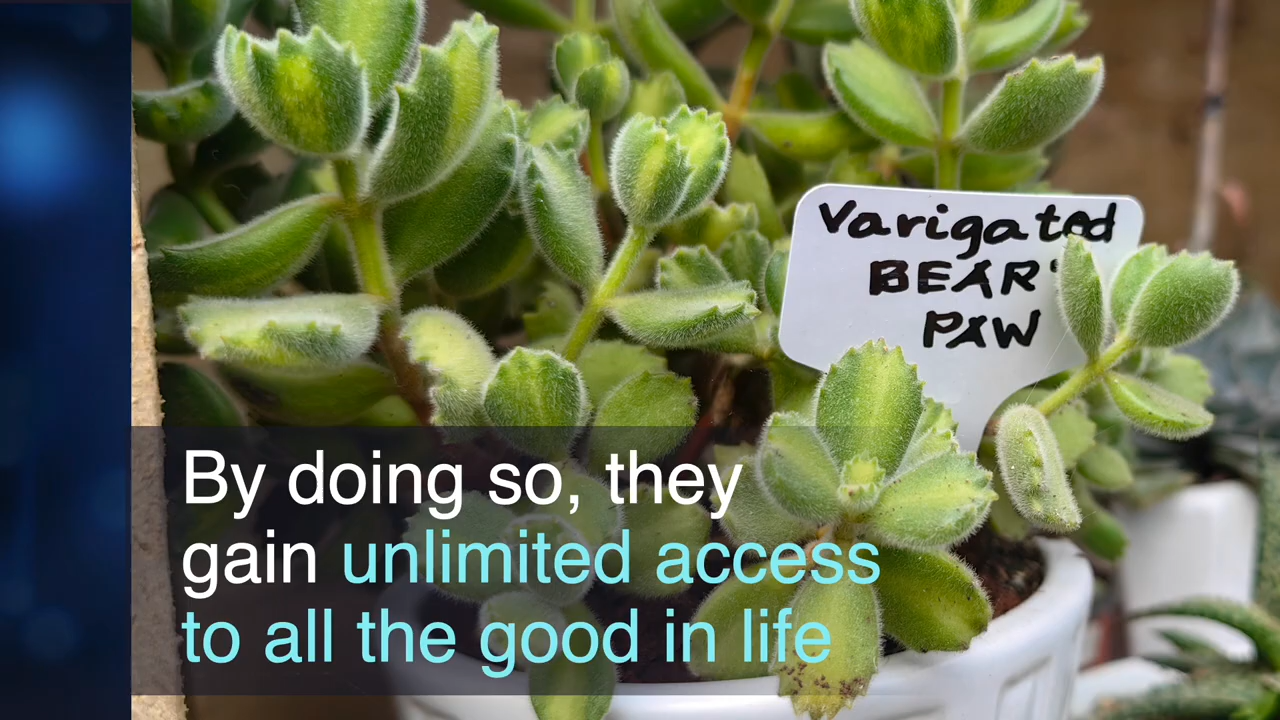 Varigated
BEAR'
PAW
By doing so, they
gain unlimited access
to all the good in life